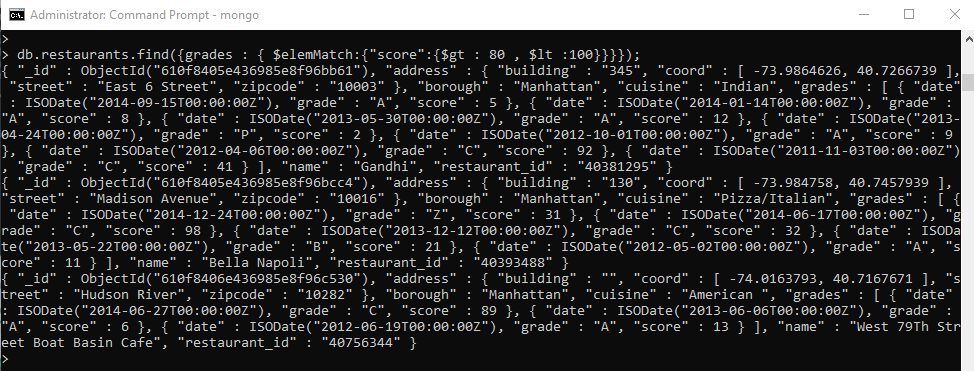 Administrator: Command Prompt - mongo
>
> db.restaurants.find({grades : { $elemMatch:{"score":{$gt : 80 , $lt :100}}}});
{ "_id" : ObjectId("610f8405e436985e8f96bb61"), "address" : { "building" : "345", "coord" : [ -73.9864626, 40.7266739 ],
"street" : "East 6 Street", "zipcode" : "10003" }, "borough" : "Manhattan", "cuisine" : "Indian", "grades" : [ { "date"
: ISODate("2014-09-15T00:00:00Z"), "grade" : "A", "score" : 5 }, { "date" : ISODate("2014-01-14T00:00:00Z"), "grade" :
"A", "score" : 8 }, { "date" : ISODate("2013-05-30T00:00:00Z"), "grade" : "A", "score" : 12 }, { "date" : ISODate("2013-
04-24T00:00:00Z"), "grade" : "P", "score" : 2 }, { "date" : ISODate("2012-10-01T00:00:00Z"), "grade" : "A", "score" : 9
}, { "date" : ISODate("2012-04-06T00:00:00Z"), "grade" : "C", "score" : 92 }, { "date" : ISODate("2011-11-03T00:00:00Z")
, "grade" : "C", "score" : 41 } ], "name" : "Gandhi", "restaurant_id" : "40381295" }
{ "_id" : ObjectId("610f8405e436985e8f96bcc4"), "address" : { "building" : "130", "coord" : [ -73.984758, 40.7457939 ],
"street" : "Madison Avenue", "zipcode" : "10016" }, "borough" : "Manhattan", "cuisine" : "Pizza/Italian", "grades" : [ {
"date" : ISODate("2014-12-24T00:00:00Z"), "grade" : "Z", "score" : 31 }, { "date" : ISODate("2014-06-17T00:00:00Z"), "g
rade" : "C", "score" : 98 }, { "date" : ISODate("2013-12-12T00:00:00Z"), "grade" : "C", "score" : 32 }, { "date" : ISODa
te("2013-05-22T00:00:00Z"), "grade" : "B", "score" : 21 }, { "date" : ISODate("2012-05-02T00:00:00Z"), "grade" : "A", "s
core" : 11 } ], "name" : "Bella Napoli", "restaurant_id" : "40393488" }
{ "_id" : ObjectId("610f8406e436985e8f96c530"), "address" : { "building" : "", "coord" : [ -74.0163793, 40.7167671 ], "s
treet" : "Hudson River", "zipcode" : "10282" }, "borough" : "Manhattan", "cuisine" : "American ", "grades" : [ { "date"
: ISODate("2014-06-27T00:00:00Z"), "grade" : "C", "score" : 89 }, { "date" : ISODate("2013-06-06T00:00:00Z"), "grade" :
"A", "score" : 6 }, { "date" : ISODate("2012-06-19T00:00:00Z"), "grade" : "A", "score" : 13 } ], "name" : "West 79Th Str
eet Boat Basin Cafe", "restaurant_id" : "40756344" }
>